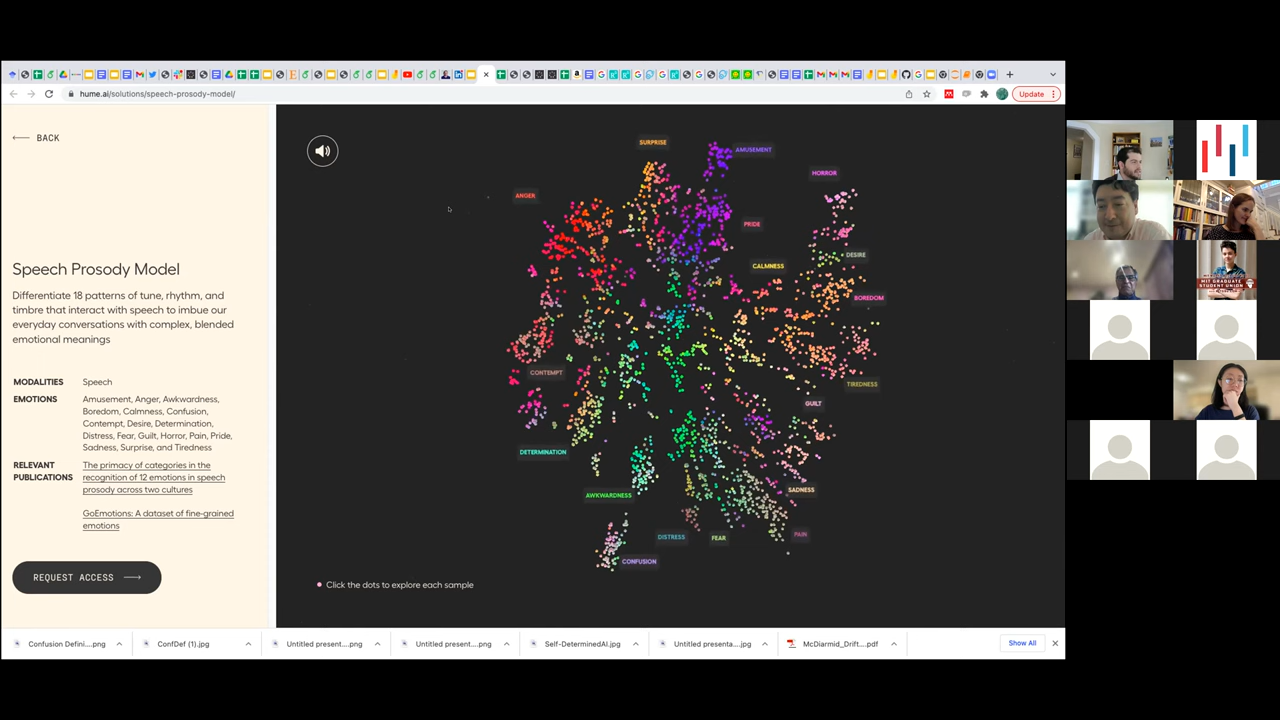 hume.ai/solutions/speech-prosody-model/
Update
BACK
Speech Prosody Model
Differentiate 18 patterns of tune, rhythm, and
timbre that interact with speech to imbue our
everyday conversations with complex, blended
emotional meanings
MODALITIES
Speech
EMOTIONS
Amusement, Anger, Awkwardness,
Boredom, Calmness, Confusion,
Contempt, Desire, Determination,
Distress, Fear, Guilt, Horror, Pain, Pride,
Sadness, Surprise, and Tiredness
RELEVANT
PUBLICATIONS
The primacy of categories in the
recognition of 12 emotions in speech
prosody across two cultures
GoEmotions: A dataset of fine-grained
emotions
REQUEST ACCESS
SURPRISE
AMUSEMENT
HORROR
ANGER
PRIDE
DESIRE
CALMNESS
BOREDOM
CONTEMPT
TIREDNESS
GUILT
DETERMINATION
AWKWARDNESS
SADNESS
DISTRESS
FEAR
PAIN
CONFUSION
Click the dots to explore each sample
Confusion Defini....png
ConfDef (1).jpg
Untitled present....png
Untitled present....png
Self-DeterminedAI.jpg
Untitled presenta....jpg
McDiarmid_Drift....pdf
Show All
MIT GRADUATE
STUDENT UNION